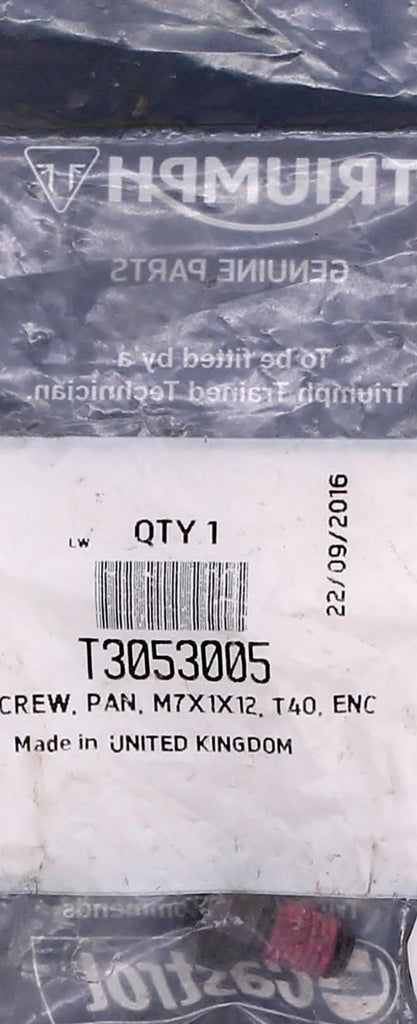 TRIUMPH
GENUINE PARTS
To be fitted by a
Triumph Trained Technician.
LW QTY 1
22/09/2016
T3053005
CREW, PAN, M7X1X12, T40, ENC
Made in UNITED KINGDOM
Castrol